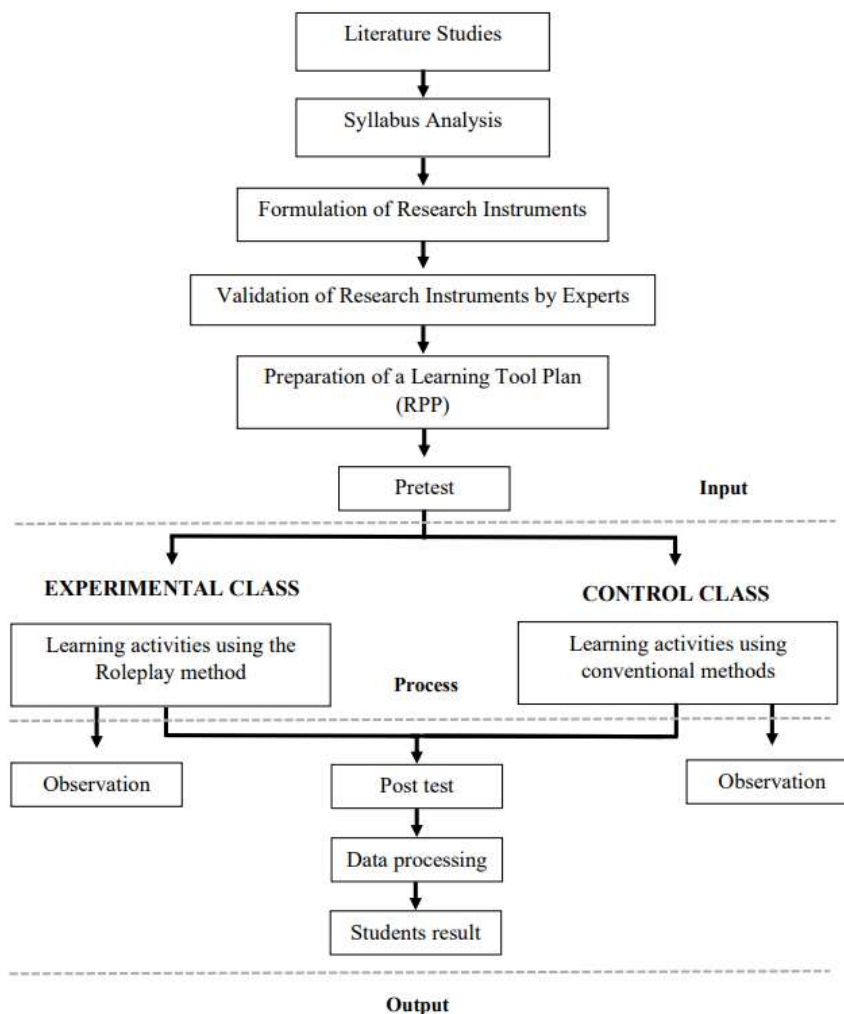 Literature Studies
Syllabus Analysis
Formulation of Research Instruments
Validation of Research Instruments by Experts
Preparation of a Learning Tool Plan
(RPP)
Pretest
Input
EXPERIMENTAL CLASS
CONTROL CLASS
Learning activities using the
Roleplay method
Learning activities using
conventional methods
Process
Observation
Post test
Observation
Data processing
Students result
Output